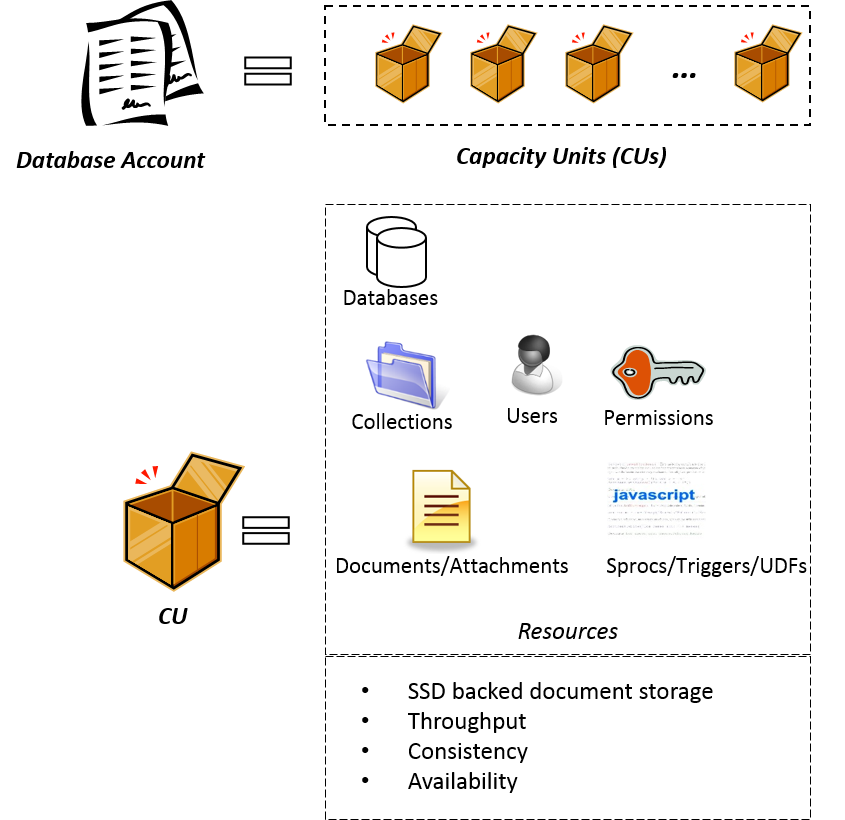 ...
Database Account
Capacity Units (CUs)
Databases
Collections
Users
Permissions
javascript
Documents/Attachments
Sprocs/Triggers/UDFs
CU
Resources
• SSD backed document storage
• Throughput
• Consistency
• Availability